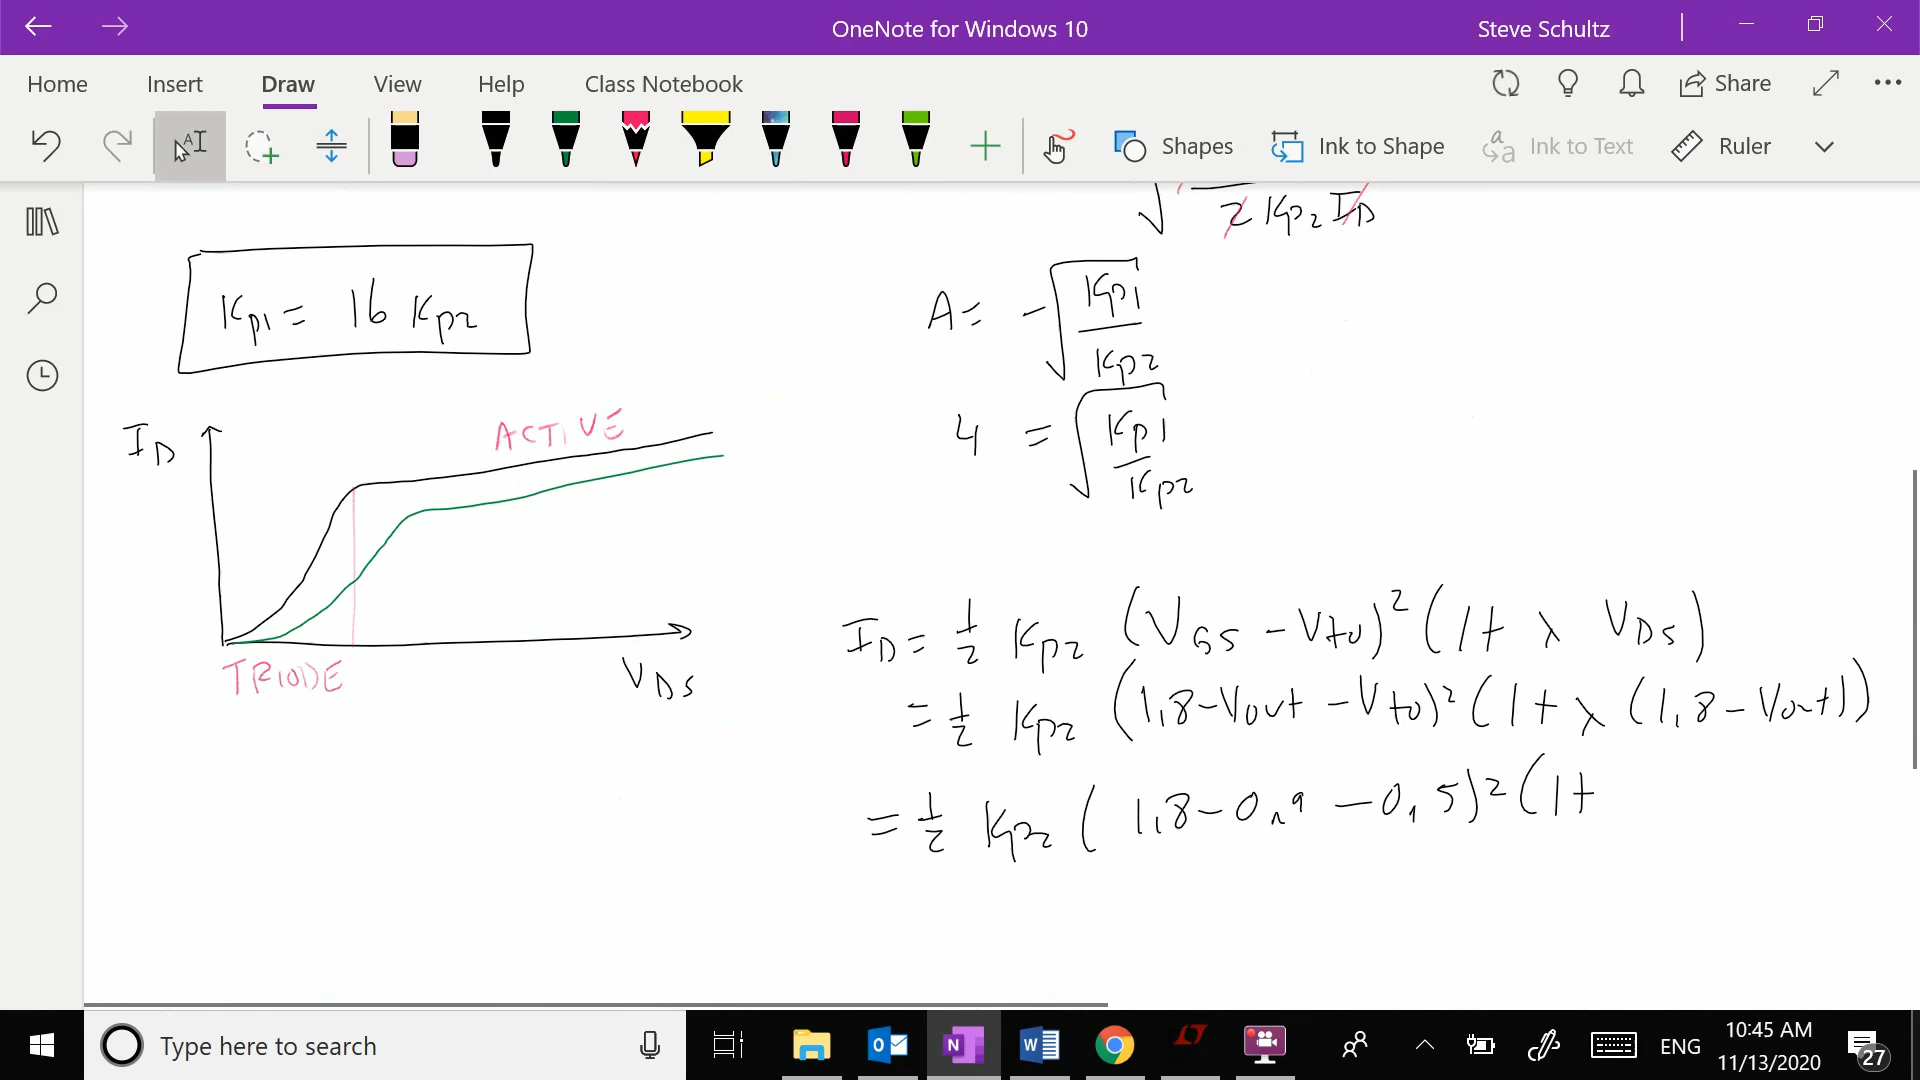 OneNote for Windows 10
Steve Schultz
Home Insert Draw View Help Class Notebook
Share
Shapes Ink to Shape Ink to Text Ruler
2 Kp2 ID
Kp1 = 16 Kp2
A = - √ Kp1
Kp2
4 = √ Kp1
Kp2
ID
ACTIVE
TRIODE
VDS
ID = 1/2 Kp2 (VGS - Vto)² (1 + λ VDS)
= 1/2 Kp2 (1.8 - Vout - Vto)² (1 + λ (1.8 - Vout))
= 1/2 Kp2 ( 1.8 - 0.9 - 0.5)² (1 +
Type here to search
ENG
10:45 AM
11/13/2020
27